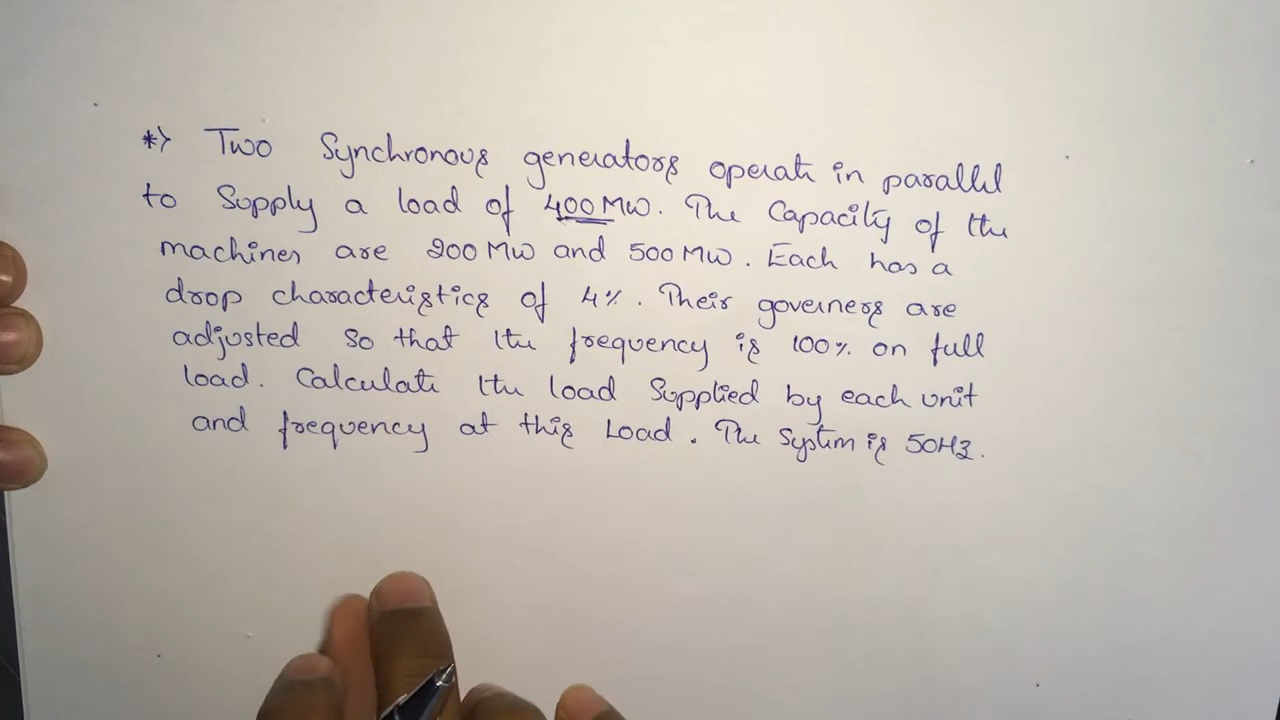 *) Two Synchronous generators operate in parallel
to Supply a load of 400 MW. The Capacity of the
machines are 200 MW and 500 MW. Each has a
drop characteristics of 4%. Their governers are
adjusted so that the frequency is 100% on full
load. Calculate the load Supplied by each unit
and frequency at this Load. The System is 50Hz.